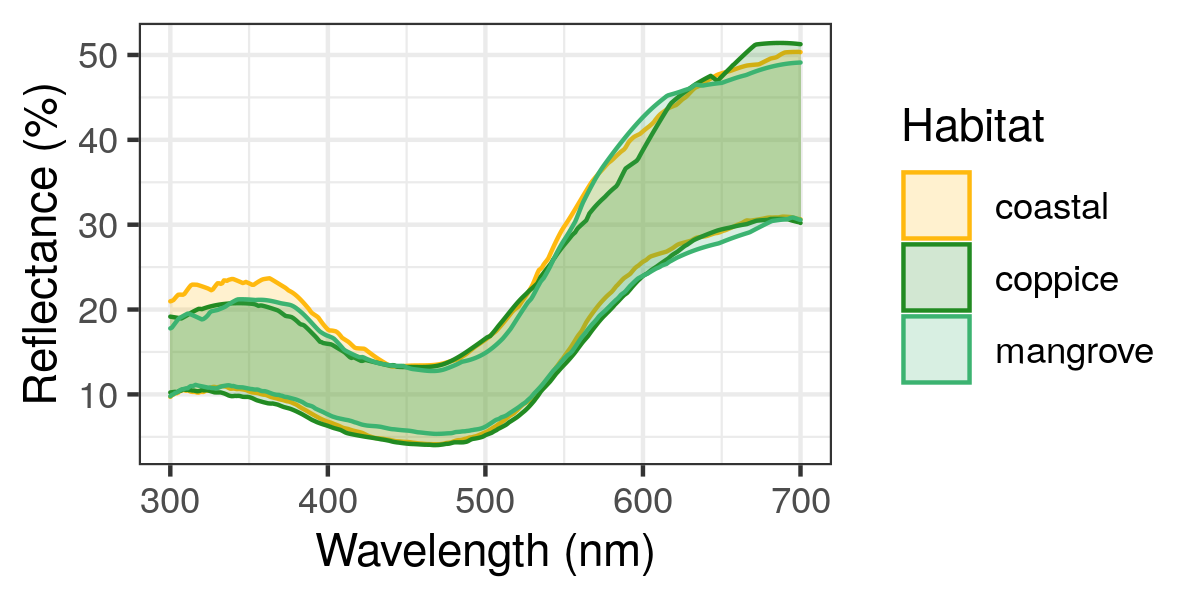 Reflectance (%)
50
40
30
20
10
300 400 500 600 700
Wavelength (nm)
Habitat
coastal
coppice
mangrove